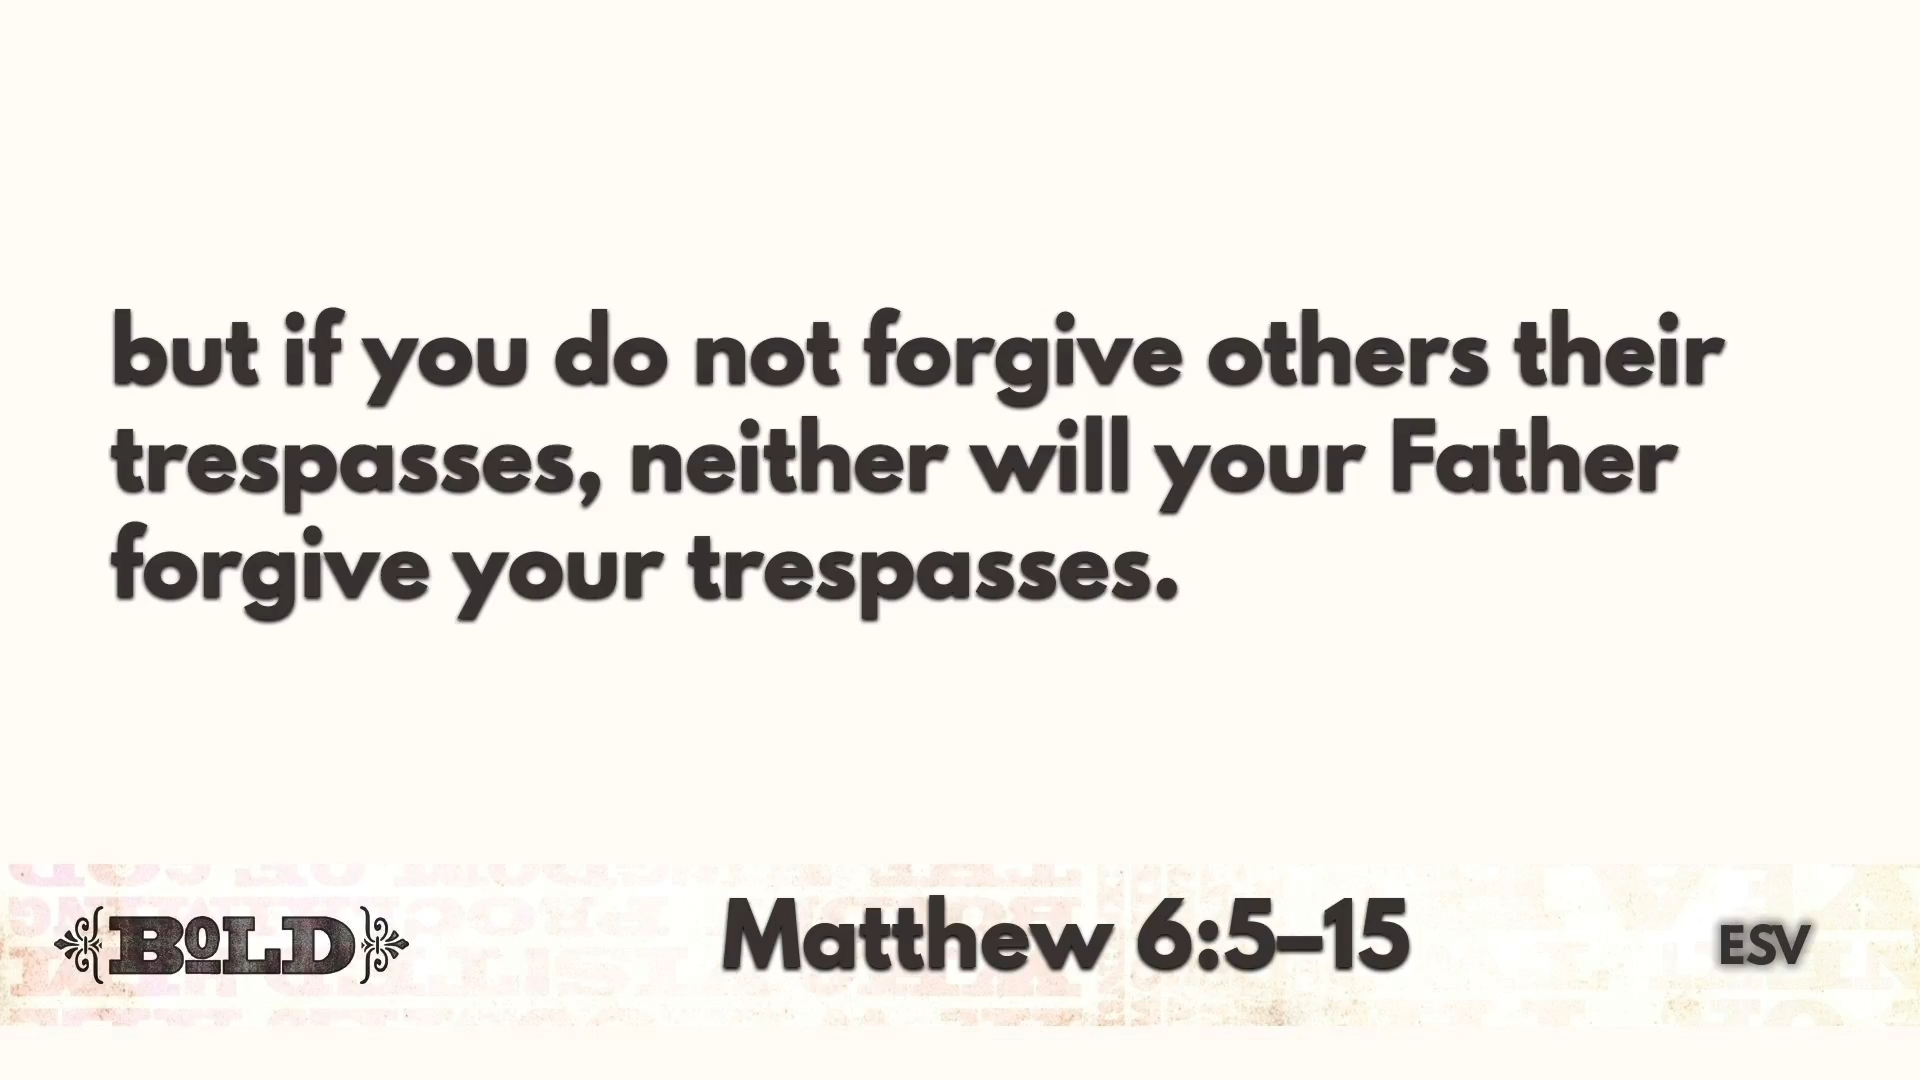 but if you do not forgive others their
trespasses, neither will your Father
forgive your trespasses.
BOLD
Matthew 6:5–15
ESV